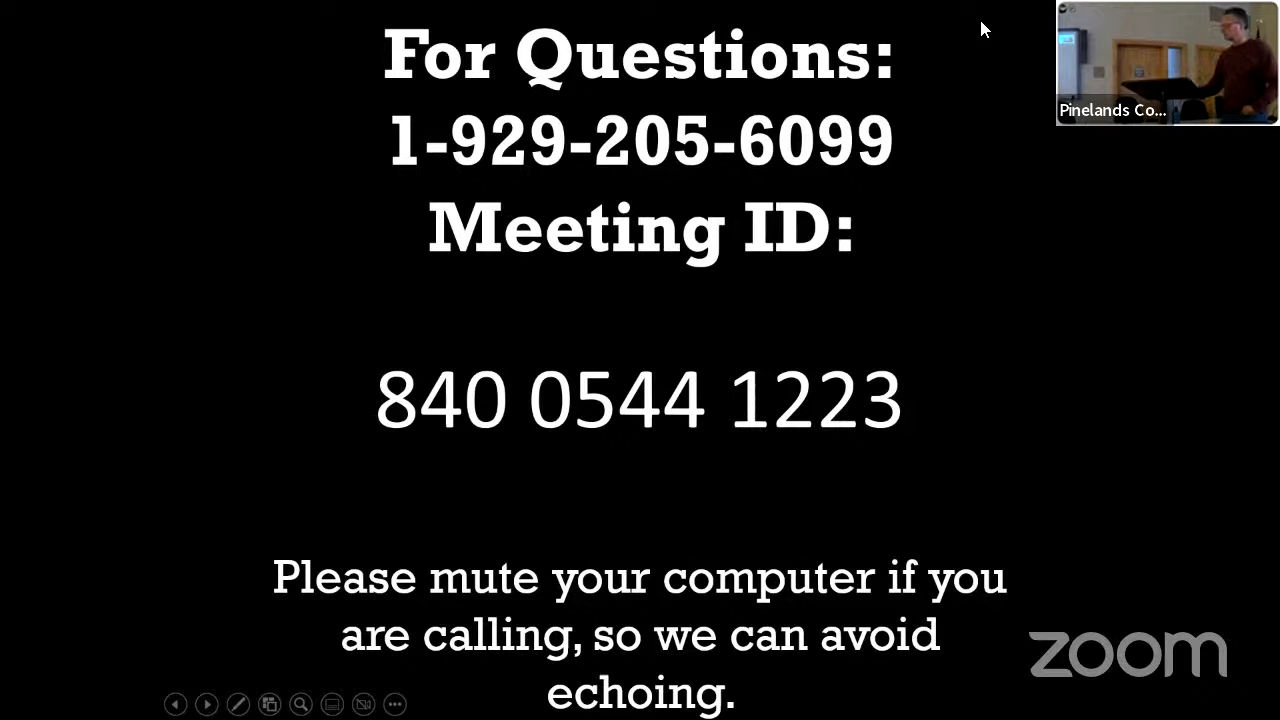 For Questions:
1-929-205-6099
Meeting ID:
840 0544 1223
Please mute your computer if you
are calling, so we can avoid
echoing.
Pinelands Co...
zoom